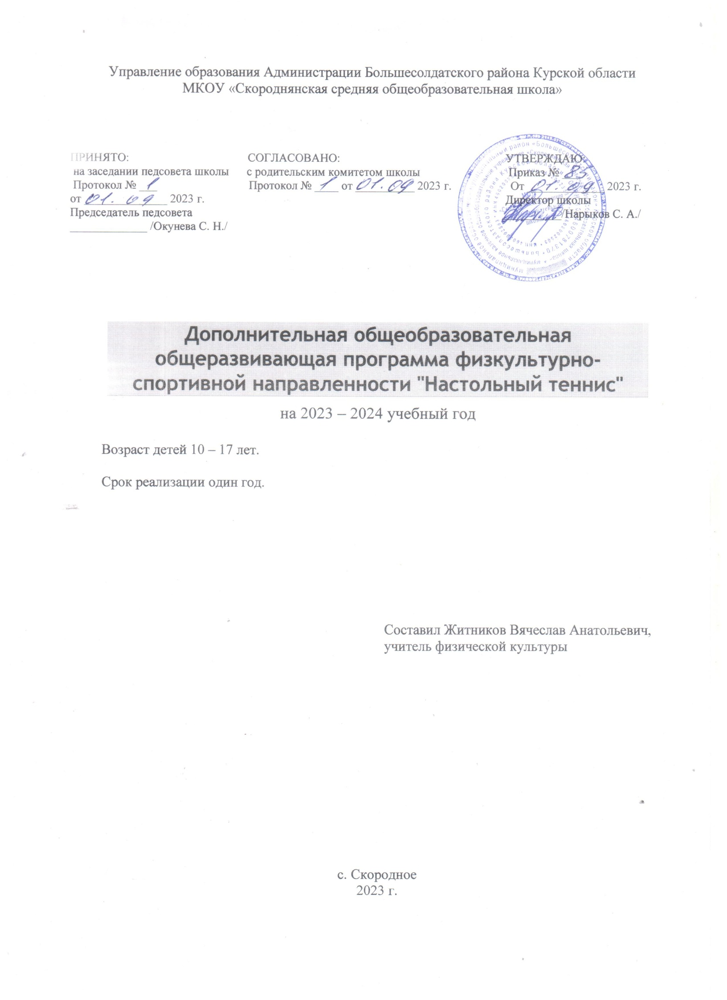 Управление образования Администрации Большесолдатского района Курской области
МКОУ «Скороднянская средняя общеобразовательная школа»
ПРИНЯТО:
на заседании педсовета школы
Протокол № 1
от 01. 09 2023 г.
Председатель педсовета
/Окунева С. Н./
СОГЛАСОВАНО:
с родительским комитетом школы
Протокол № 1 от 01.09 2023 г.
УТВЕРЖДАЮ:
Приказ № 83
От 01. 09 2023 г.
Директор школы
/Нарыков С. А./
Дополнительная общеобразовательная
общеразвивающая программа физкультурно-
спортивной направленности "Настольный теннис"
на 2023 – 2024 учебный год
Возраст детей 10 – 17 лет.
Срок реализации один год.
Составил Житников Вячеслав Анатольевич,
учитель физической культуры
с. Скородное
2023 г.